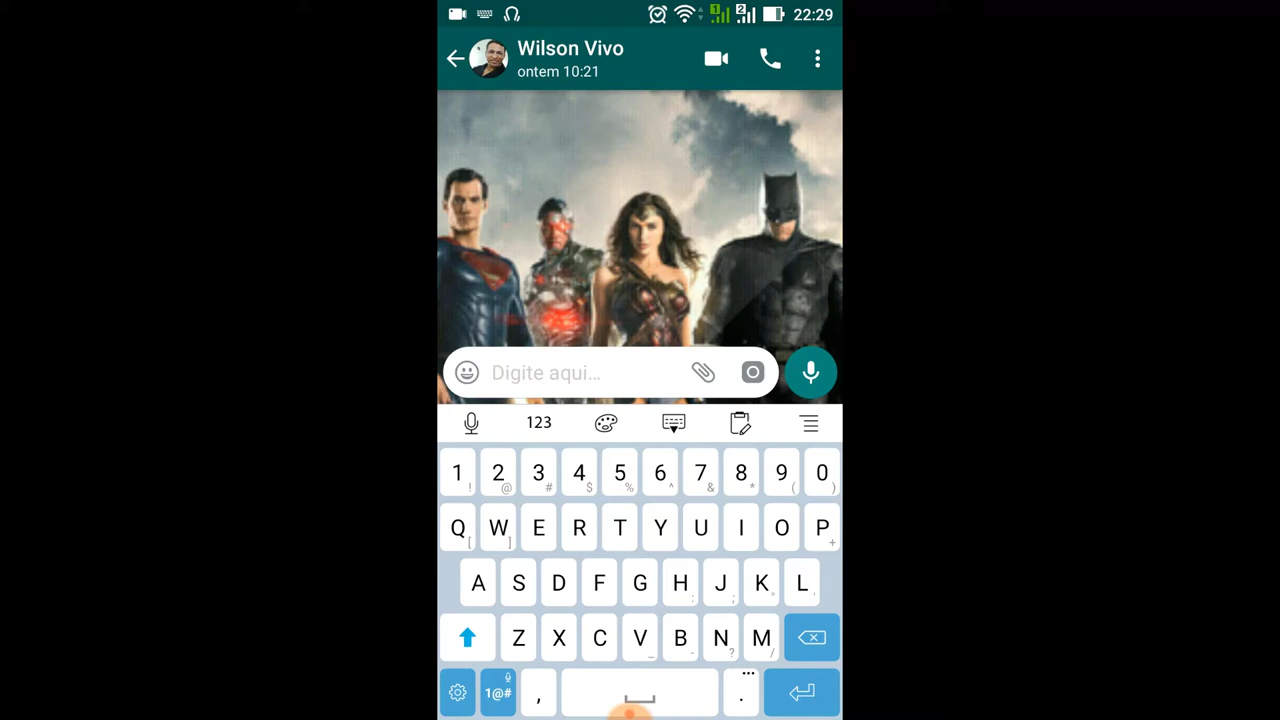 22:29
Wilson Vivo
ontem 10:21
Digite aqui...
123
1 2 3 4 5 6 7 8 9 0
! @ # $ % ^ & * ( )
Q W E R T Y U I O P
[ ] +
A S D F G H J K L
: ;
Z X C V B N M
_ - ? /
1@# , ... .